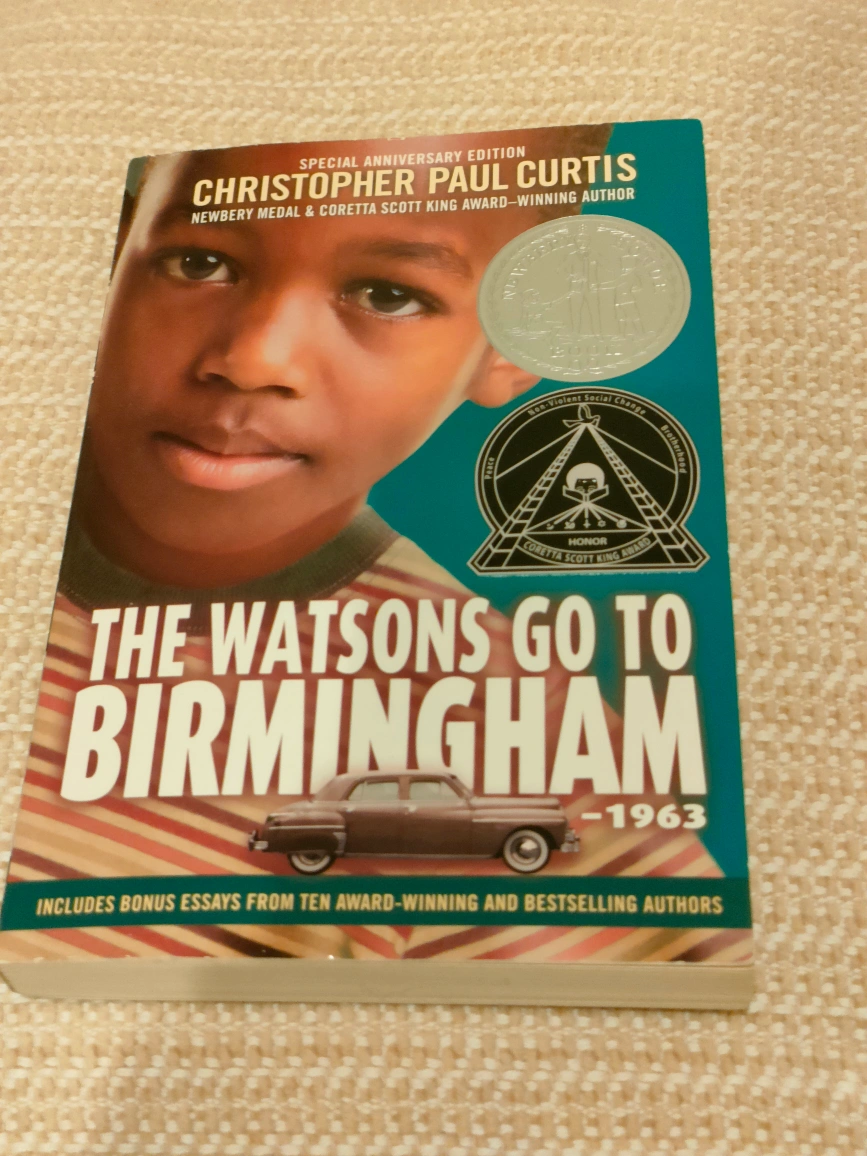 SPECIAL ANNIVERSARY EDITION
CHRISTOPHER PAUL CURTIS
NEWBERY MEDAL & CORETTA SCOTT KING AWARD–WINNING AUTHOR
Non-Violent Social Change
Peace
Brotherhood
HONOR
CORETTA SCOTT KING AWARD
THE WATSONS GO TO
BIRMINGHAM
–1963
INCLUDES BONUS ESSAYS FROM TEN AWARD-WINNING AND BESTSELLING AUTHORS